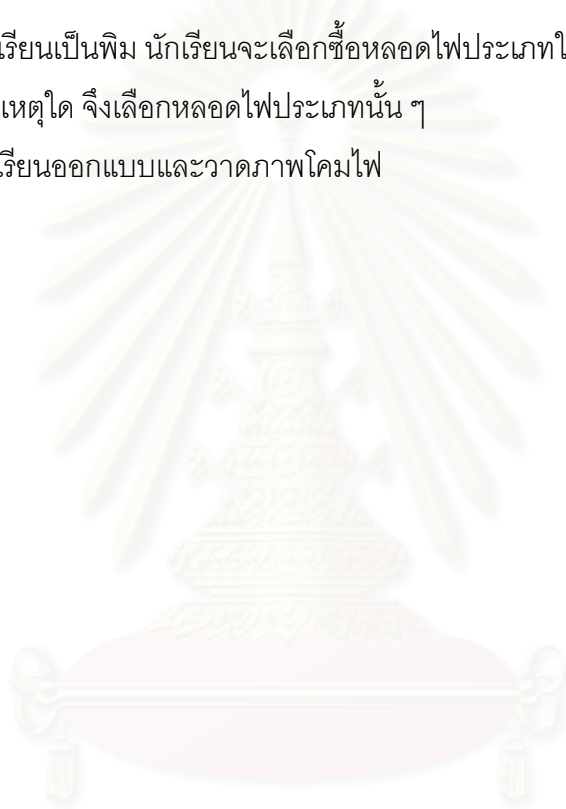 เรียนเป็นพิม นักเรียนจะเลือกซื้อหลอดไฟประเภทใ
เหตุใด จึงเลือกหลอดไฟประเภทนั้น ๆ
เรียนออกแบบและวาดภาพโคมไฟ